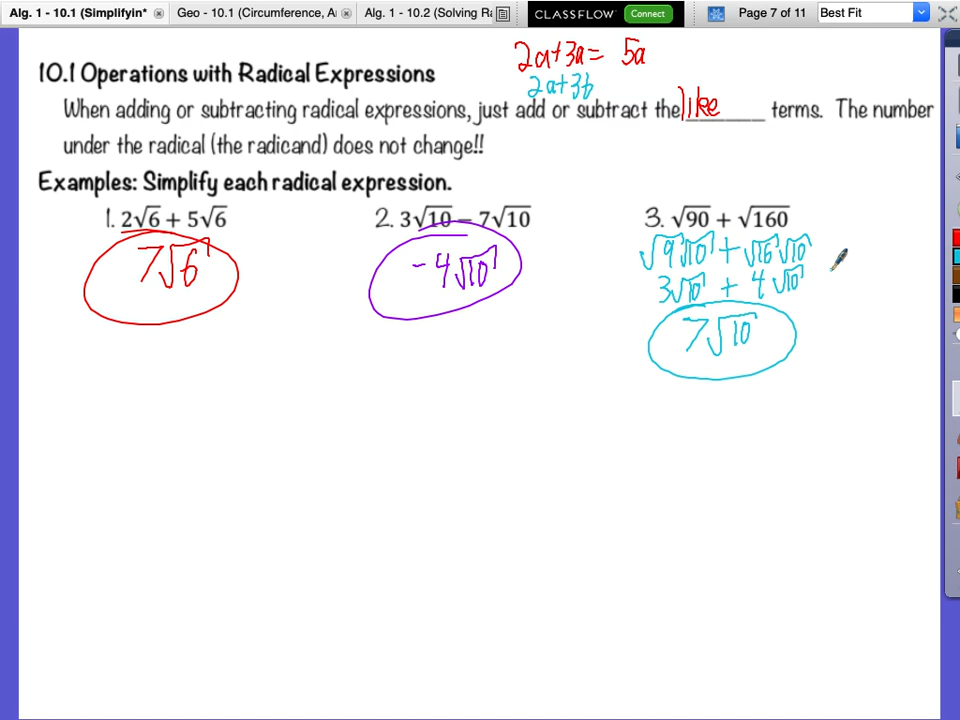 Alg. 1 - 10.1 (Simplifyin* Geo - 10.1 (Circumference, A Alg. 1 - 10.2 (Solving Ra CLASSFLOW Connect Page 7 of 11 Best Fit
2a+3a = 5a
10.1 Operations with Radical Expressions
2a+3b
When adding or subtracting radical expressions, just add or subtract the like terms. The number
under the radical (the radicand) does not change!!
Examples: Simplify each radical expression.
1. 2√6 + 5√6 2. 3√10 − 7√10 3. √90 + √160
7√6 -4√10 √9√10 + √16√10
3√10 + 4√10
7√10